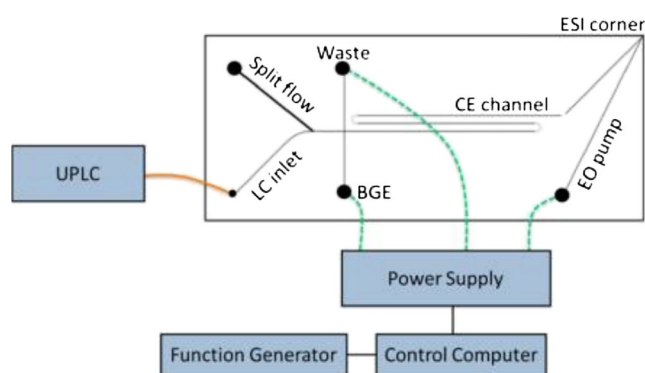 ESI corner
Waste
Split flow
CE channel
UPLC
LC inlet
BGE
EO pump
Power Supply
Function Generator
Control Computer